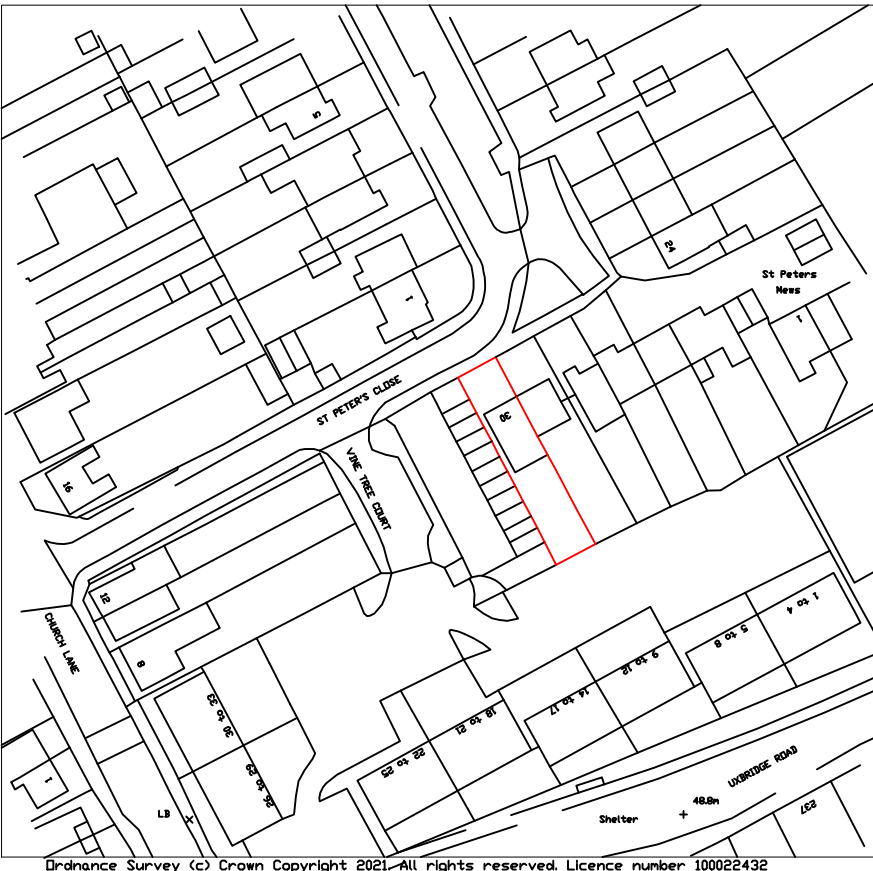 5
24
St Peters
Mews
1
1
ST PETER'S CLOSE
30
16
VINE TREE COURT
12
8
CHURCH LANE
1 to 4
5 to 8
9 to 12
14 to 17
18 to 21
22 to 25
30 to 33
26 to 29
1
LB
48.8m
UXBRIDGE ROAD
Shelter
237
Ordnance Survey (c) Crown Copyright 2021. All rights reserved. Licence number 100022432